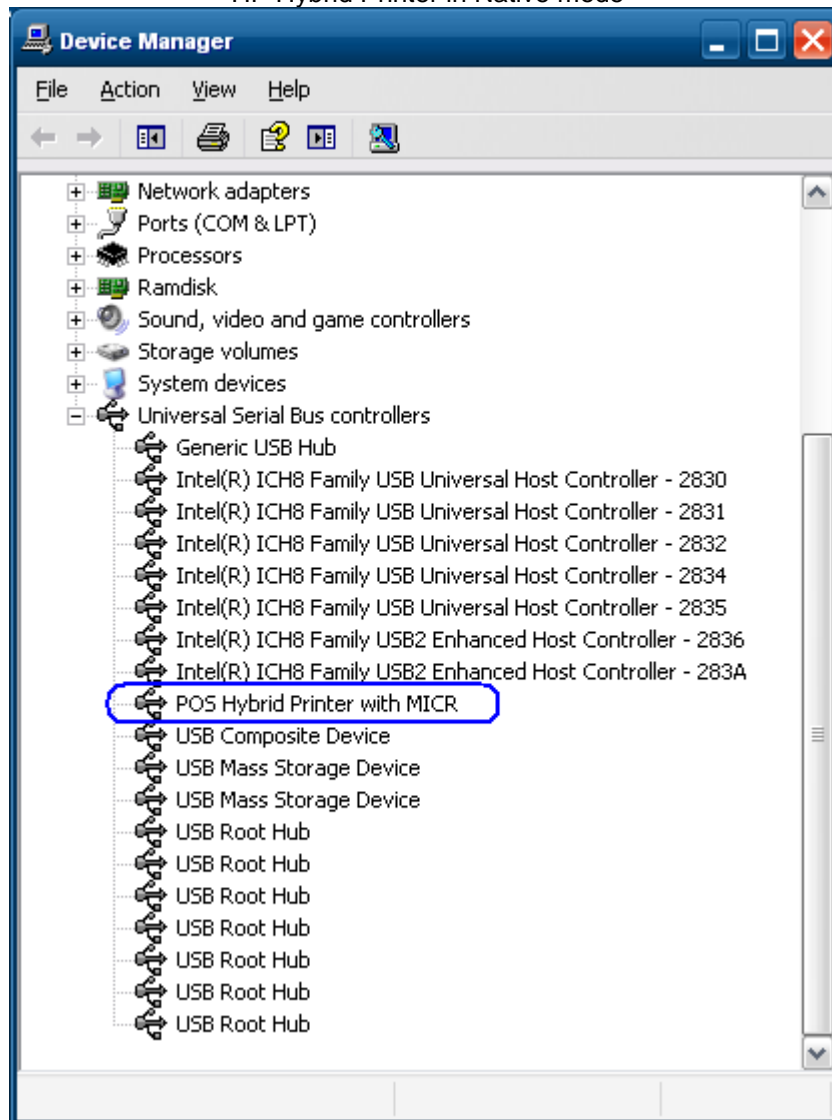 HP Hybrid Printer in Native mode
Device Manager
File Action View Help
Network adapters
Ports (COM & LPT)
Processors
Ramdisk
Sound, video and game controllers
Storage volumes
System devices
Universal Serial Bus controllers
Generic USB Hub
Intel(R) ICH8 Family USB Universal Host Controller - 2830
Intel(R) ICH8 Family USB Universal Host Controller - 2831
Intel(R) ICH8 Family USB Universal Host Controller - 2832
Intel(R) ICH8 Family USB Universal Host Controller - 2834
Intel(R) ICH8 Family USB Universal Host Controller - 2835
Intel(R) ICH8 Family USB2 Enhanced Host Controller - 2836
Intel(R) ICH8 Family USB2 Enhanced Host Controller - 283A
POS Hybrid Printer with MICR
USB Composite Device
USB Mass Storage Device
USB Mass Storage Device
USB Root Hub
USB Root Hub
USB Root Hub
USB Root Hub
USB Root Hub
USB Root Hub
USB Root Hub